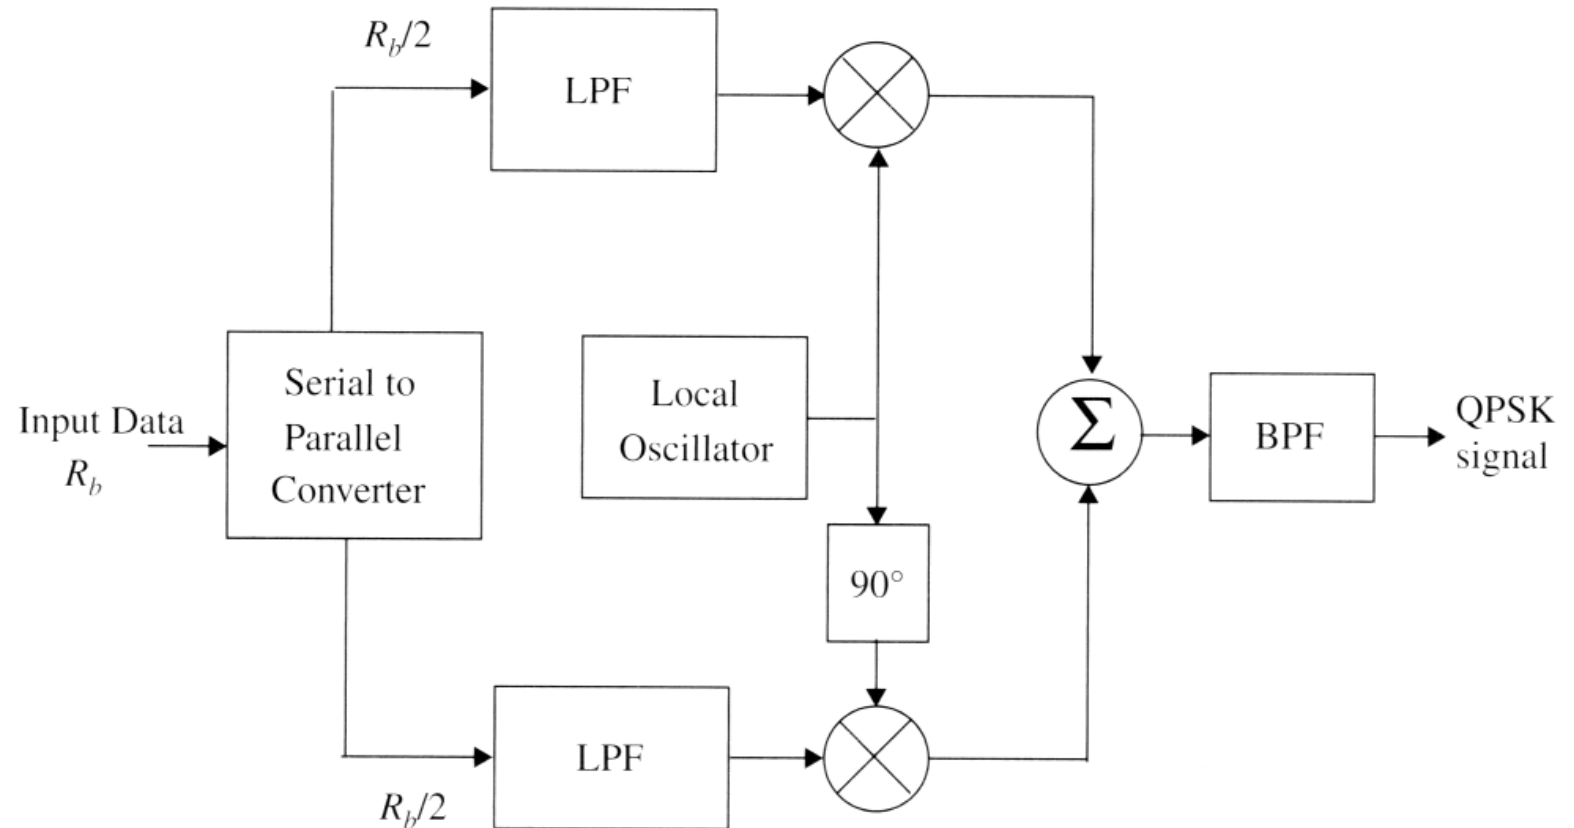 R_b/2
LPF
Serial to
Parallel
Converter
Input Data
R_b
Local
Oscillator
90°
Σ
BPF
QPSK
signal
LPF
R_b/2